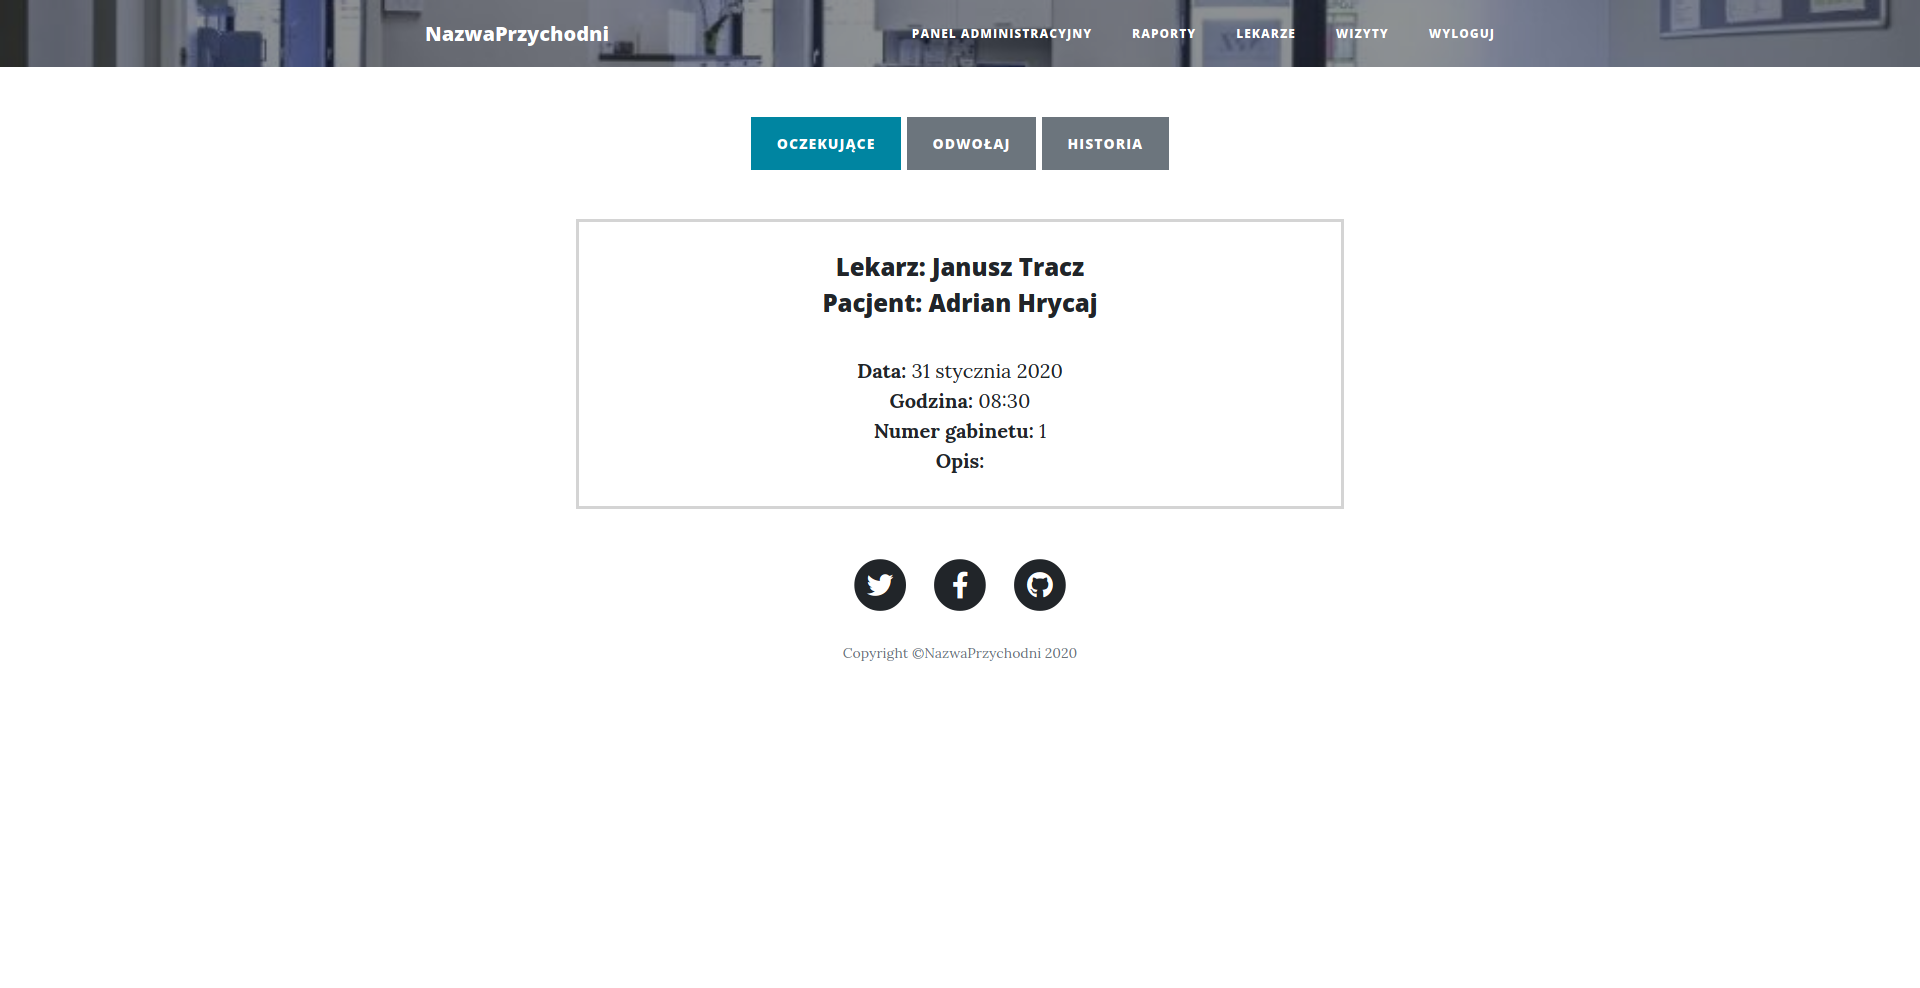 NazwaPrzychodni
PANEL ADMINISTRACYJNY RAPORTY LEKARZE WIZYTY WYLOGUJ
OCZEKUJĄCE ODWOŁAJ HISTORIA
Lekarz: Janusz Tracz
Pacjent: Adrian Hrycaj
Data: 31 stycznia 2020
Godzina: 08:30
Numer gabinetu: 1
Opis:
Copyright ©NazwaPrzychodni 2020